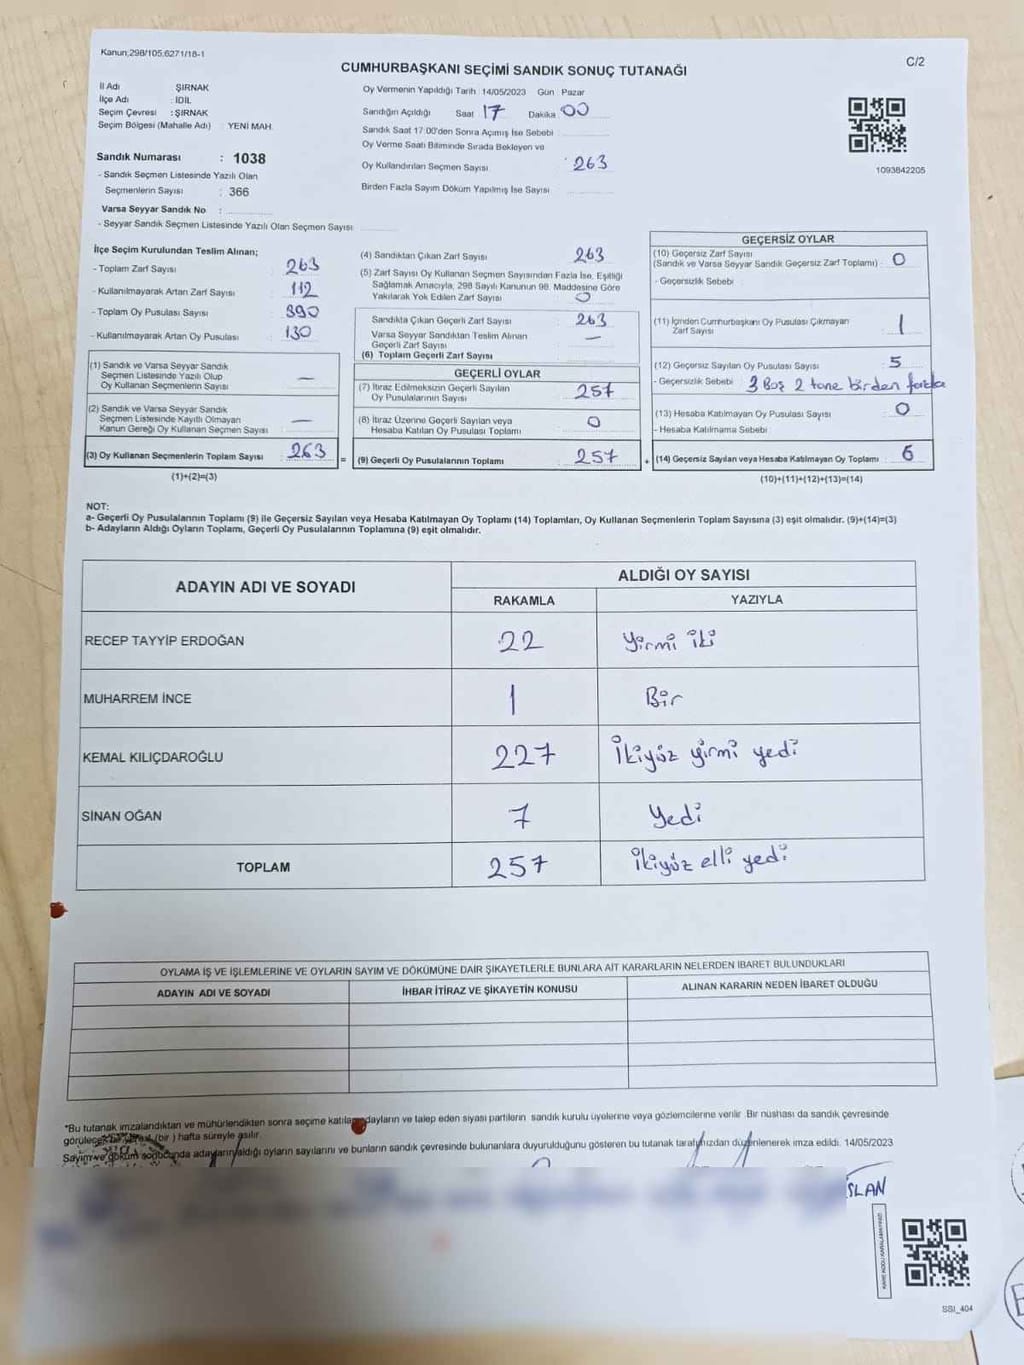 Kanun;298/105,6271/18-1
C/2
CUMHURBAŞKANI SEÇİMİ SANDIK SONUÇ TUTANAĞI
İl Adı : ŞIRNAK
İlçe Adı : İDİL
Seçim Çevresi : ŞIRNAK
Seçim Bölgesi (Mahalle Adı) : YENİ MAH.
Sandık Numarası : 1038
- Sandık Seçmen Listesinde Yazılı Olan
Seçmenlerin Sayısı : 366
Varsa Seyyar Sandık No :
- Seyyar Sandık Seçmen Listesinde Yazılı Olan Seçmen Sayısı
Oy Vermenin Yapıldığı Tarih 14/05/2023 Gün Pazar
Sandığın Açıldığı Saat 17 Dakika 00
Sandık Saat 17:00'den Sonra Açımış İse Sebebi
Oy Verme Saati Bitiminde Sırada Bekleyen ve
Oy Kullandırılan Seçmen Sayısı 263
Birden Fazla Sayım Döküm Yapılmış İse Sayısı
1093842205
İlçe Seçim Kurulundan Teslim Alınan;
- Toplam Zarf Sayısı : 263
- Kullanılmayarak Artan Zarf Sayısı : 112
- Toplam Oy Pusulası Sayısı : 390
- Kullanılmayarak Artan Oy Pusulası : 130
(1) Sandık ve Varsa Seyyar Sandık
Seçmen Listesinde Yazılı Olup
Oy Kullanan Seçmenlerin Sayısı —
(2) Sandık ve Varsa Seyyar Sandık
Seçmen Listesinde Kayıtlı Olmayan
Kanun Gereği Oy Kullanan Seçmen Sayısı —
(3) Oy Kullanan Seçmenlerin Toplam Sayısı 263 =
(1)+(2)=(3)
(4) Sandıktan Çıkan Zarf Sayısı 263
(5) Zarf Sayısı Oy Kullanan Seçmen Sayısından Fazla İse, Eşitliği
Sağlamak Amacıyla, 298 Sayılı Kanunun 98. Maddesine Göre
Yakılarak Yok Edilen Zarf Sayısı 0
Sandıkta Çıkan Geçerli Zarf Sayısı 263
Varsa Seyyar Sandıktan Teslim Alınan
Geçerli Zarf Sayısı —
(6) Toplam Geçerli Zarf Sayısı
GEÇERLİ OYLAR
(7) İtiraz Edilmeksizin Geçerli Sayılan
Oy Pusulalarının Sayısı 257
(8) İtiraz Üzerine Geçerli Sayılan veya
Hesaba Katılan Oy Pusulası Toplamı 0
(9) Geçerli Oy Pusulalarının Toplamı 257 +
GEÇERSİZ OYLAR
(10) Geçersiz Zarf Sayısı
(Sandık ve Varsa Seyyar Sandık Geçersiz Zarf Toplamı) 0
- Geçersizlik Sebebi
(11) İçinden Cumhurbaşkanı Oy Pusulası Çıkmayan
Zarf Sayısı 1
(12) Geçersiz Sayılan Oy Pusulası Sayısı 5
- Geçersizlik Sebebi 3 Boş 2 tane birden fazla
(13) Hesaba Katılmayan Oy Pusulası Sayısı 0
- Hesaba Katılmama Sebebi
(14) Geçersiz Sayılan veya Hesaba Katılmayan Oy Toplamı 6
(10)+(11)+(12)+(13)=(14)
NOT:
a- Geçerli Oy Pusulalarının Toplamı (9) ile Geçersiz Sayılan veya Hesaba Katılmayan Oy Toplamı (14) Toplamları, Oy Kullanan Seçmenlerin Toplam Sayısına (3) eşit olmalıdır. (9)+(14)=(3)
b- Adayların Aldığı Oyların Toplamı, Geçerli Oy Pusulalarının Toplamına (9) eşit olmalıdır.
ADAYIN ADI VE SOYADI ALDIĞI OY SAYISI
RAKAMLA YAZIYLA
RECEP TAYYİP ERDOĞAN 22 Yirmi iki
MUHARREM İNCE 1 Bir
KEMAL KILIÇDAROĞLU 227 İkiyüz yirmi yedi
SİNAN OĞAN 7 Yedi
TOPLAM 257 İkiyüz elli yedi
OYLAMA İŞ VE İŞLEMLERİNE VE OYLARIN SAYIM VE DÖKÜMÜNE DAİR ŞİKAYETLERLE BUNLARA AİT KARARLARIN NELERDEN İBARET BULUNDUKLARI
ADAYIN ADI VE SOYADI İHBAR İTİRAZ VE ŞİKAYETİN KONUSU ALINAN KARARIN NEDEN İBARET OLDUĞU
*Bu tutanak imzalandıktan ve mühürlendikten sonra seçime katılan adayların ve talep eden siyasi partilerin sandık kurulu üyelerine veya gözlemcilerine verilir. Bir nüshası da sandık çevresinde
görülecek bir yere (bir) hafta süreyle asılır.
Sayım ve döküm sonucunda adayların aldığı oyların sayılarını ve bunların sandık çevresinde bulunanlara duyurulduğunu gösteren bu tutanak tarafımızdan düzenlenerek imza edildi. 14/05/2023
SLAN
KARE KODU KARALAMAYINIZ!
SSI_404